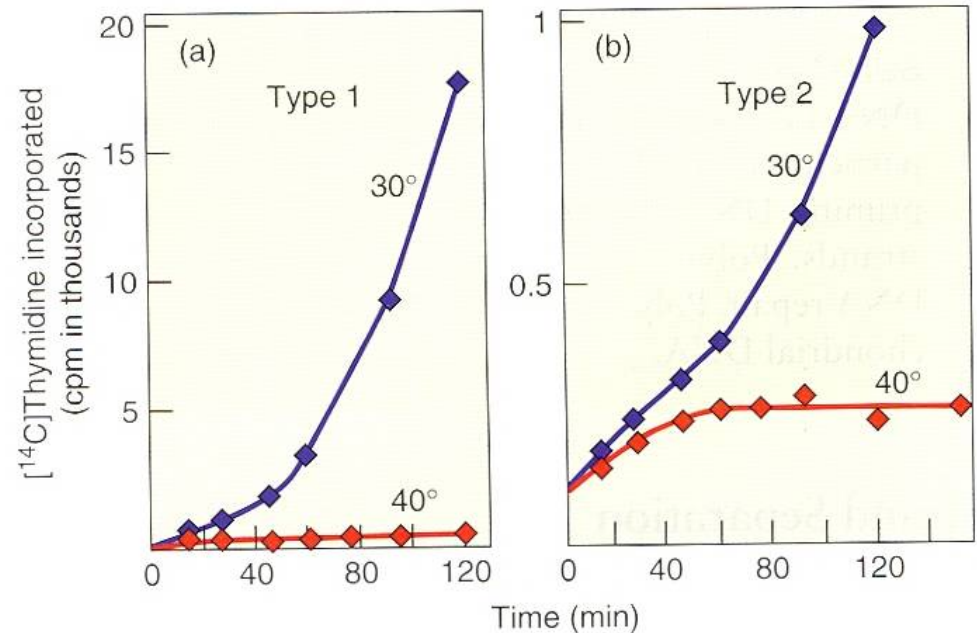 20
15
10
5
(a)
Type 1
30°
40°
0 40 80 120
[¹⁴C]Thymidine incorporated
(cpm in thousands)
1
0.5
(b)
Type 2
30°
40°
0 40 80 120
Time (min)